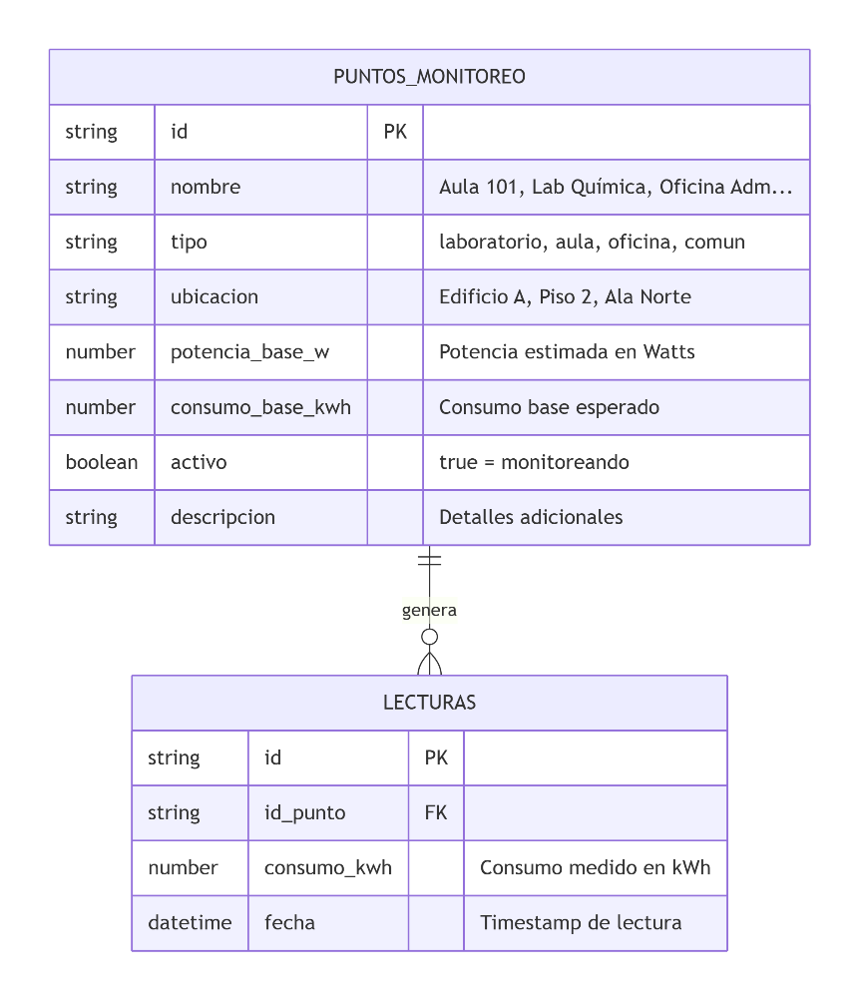 PUNTOS_MONITOREO
string id PK
string nombre Aula 101, Lab Química, Oficina Adm...
string tipo laboratorio, aula, oficina, comun
string ubicacion Edificio A, Piso 2, Ala Norte
number potencia_base_w Potencia estimada en Watts
number consumo_base_kwh Consumo base esperado
boolean activo true = monitoreando
string descripcion Detalles adicionales
genera
LECTURAS
string id PK
string id_punto FK
number consumo_kwh Consumo medido en kWh
datetime fecha Timestamp de lectura